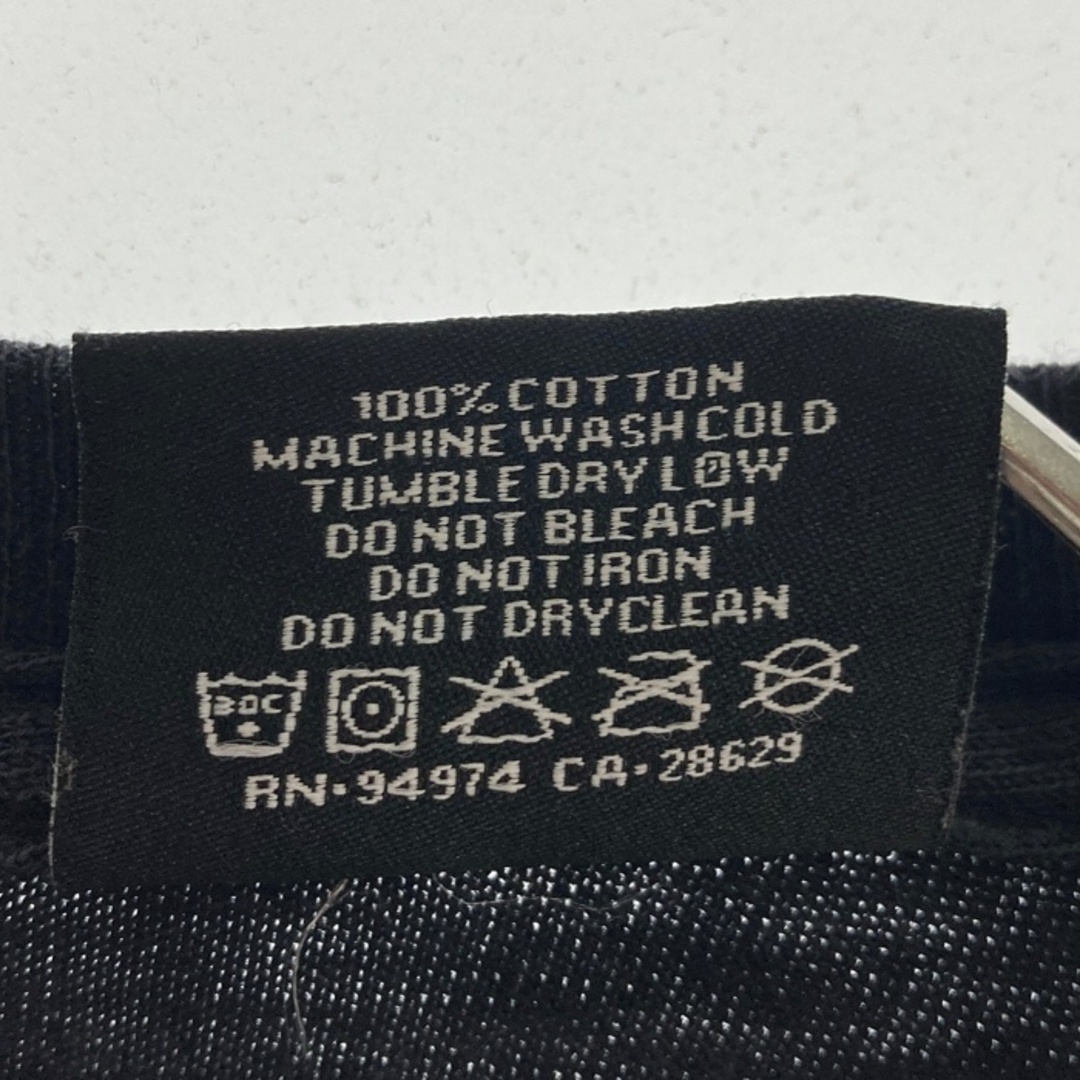 100% COTTON
MACHINE WASH COLD
TUMBLE DRY LOW
DO NOT BLEACH
DO NOT IRON
DO NOT DRYCLEAN
30C
RN·94974 CA·28629